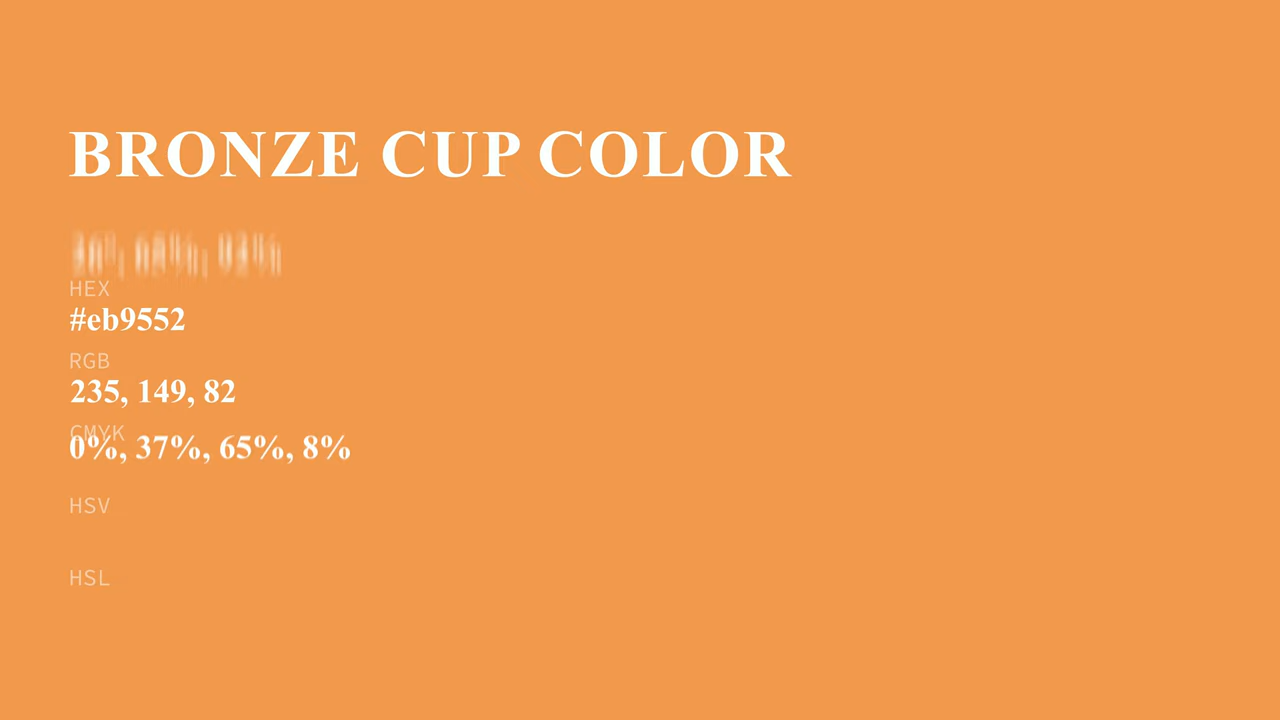 BRONZE CUP COLOR
HEX
#eb9552
RGB
235, 149, 82
CMYK
0%, 37%, 65%, 8%
HSV
HSL